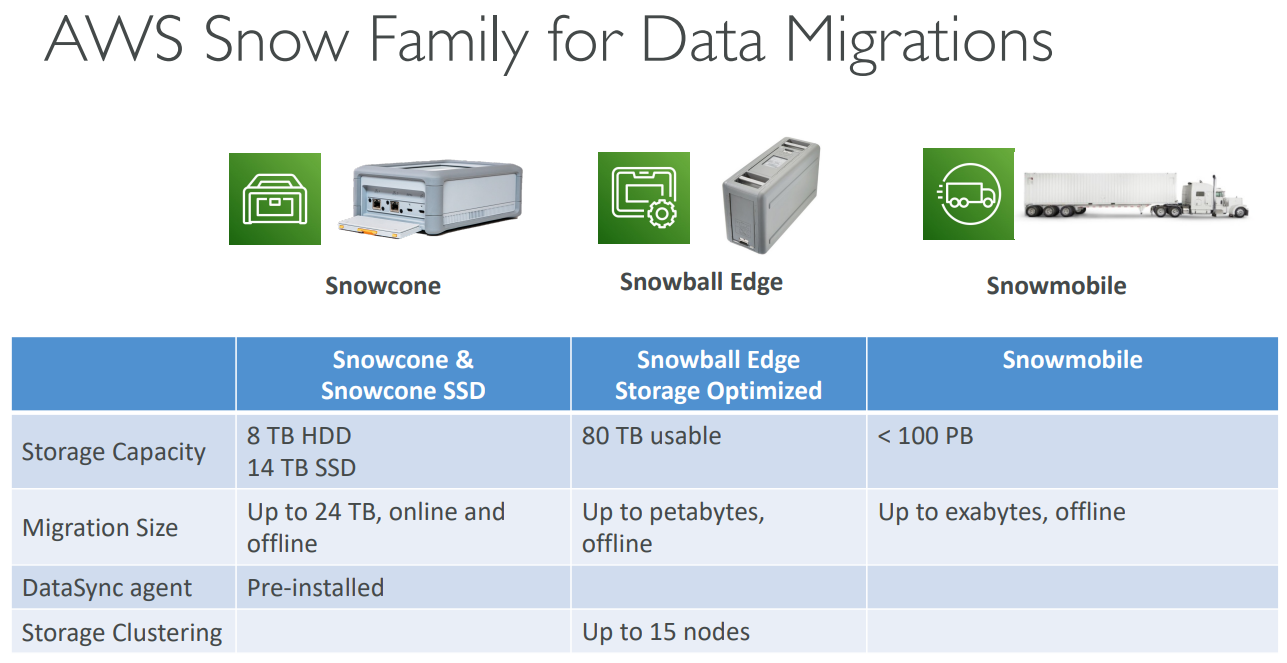 AWS Snow Family for Data Migrations
Snowcone
Snowball Edge
Snowmobile
Snowcone &
Snowcone SSD
Snowball Edge
Storage Optimized
Snowmobile
Storage Capacity
8 TB HDD
14 TB SSD
80 TB usable
< 100 PB
Migration Size
Up to 24 TB, online and
offline
Up to petabytes,
offline
Up to exabytes, offline
DataSync agent
Pre-installed
Storage Clustering
Up to 15 nodes